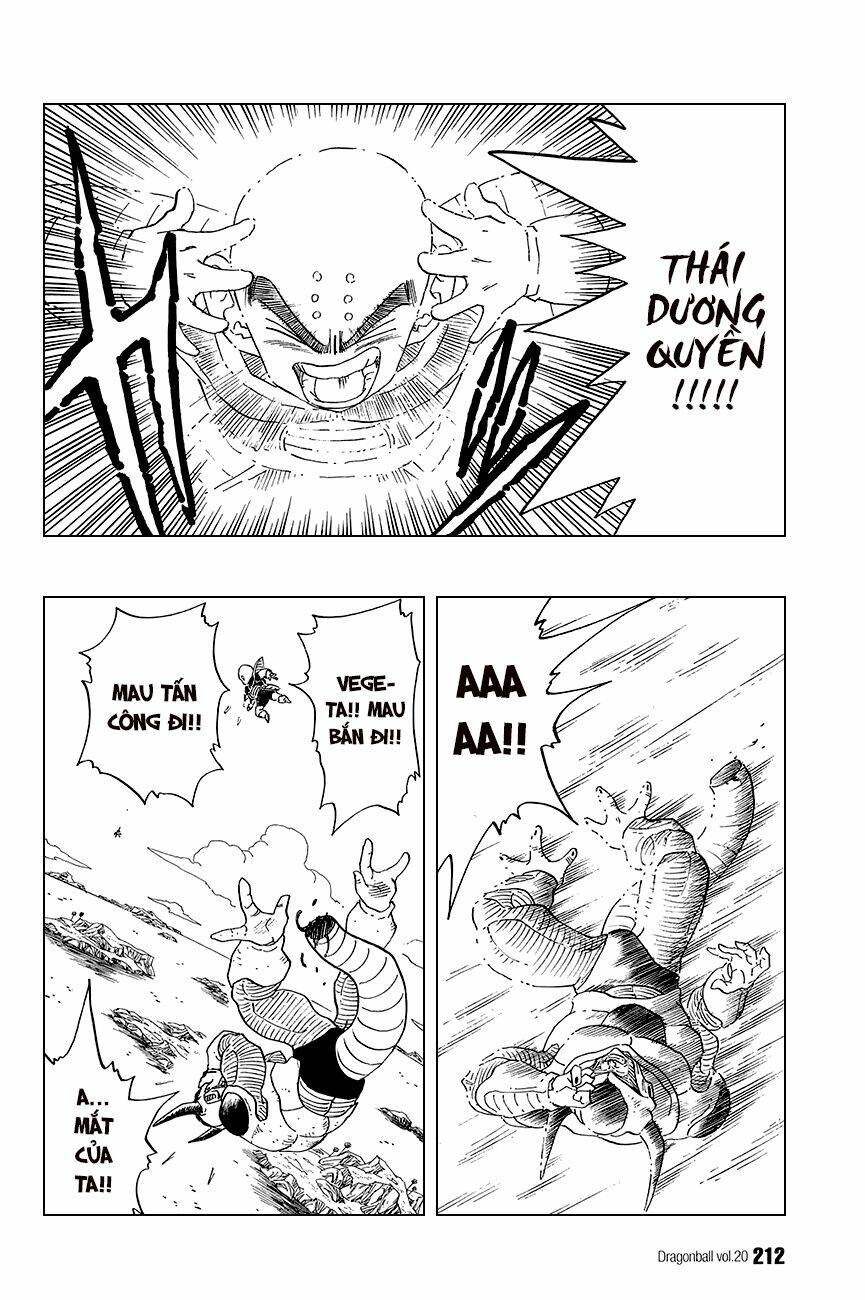 THÁI
DƯƠNG
QUYỀN
!!!!!
AAA
AA!!
VEGE-
TA!! MAU
BẮN ĐI!!
MAU TẤN
CÔNG ĐI!!
A...
MẮT
CỦA
TA!!
Dragonball vol.20 212